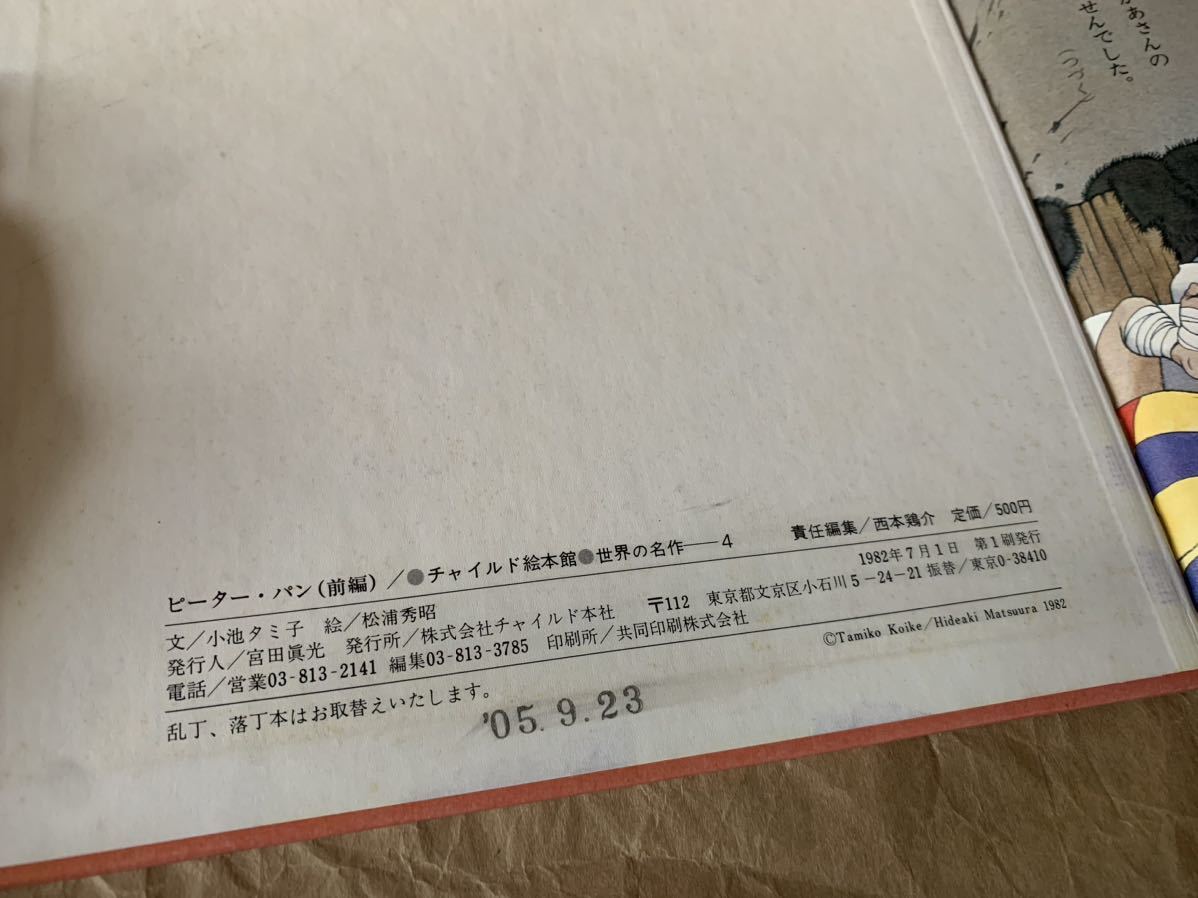 かあさんの
せんでした。
(つづく)
ピーター・パン(前編)/●チャイルド絵本館●世界の名作──4 責任編集/西本鶏介 定価/500円
文/小池タミ子 絵/松浦秀昭 1982年7月1日 第1刷発行
発行人/宮田眞光 発行所/株式会社チャイルド本社 〒112 東京都文京区小石川5-24-21 振替/東京0-38410
電話/営業03-813-2141 編集03-813-3785 印刷所/共同印刷株式会社
©Tamiko Koike/Hideaki Matsuura 1982
乱丁、落丁本はお取替えいたします。
'05.9.23